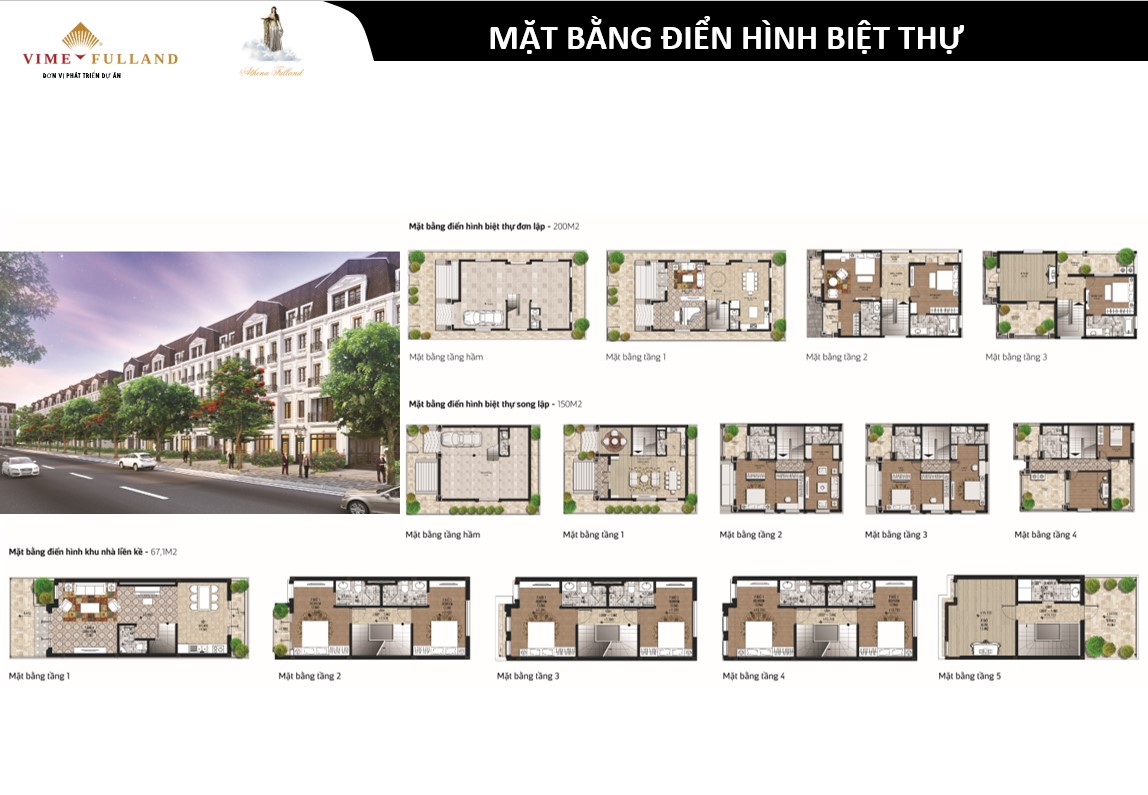 VIME FULLAND
ĐƠN VỊ PHÁT TRIỂN DỰ ÁN
Athena Fulland
MẶT BẰNG ĐIỂN HÌNH BIỆT THỰ
Mặt bằng điển hình biệt thự đơn lập - 200M2
Mặt bằng tầng hầm
Mặt bằng tầng 1
Mặt bằng tầng 2
Mặt bằng tầng 3
Mặt bằng điển hình biệt thự song lập - 150M2
Mặt bằng tầng hầm
Mặt bằng tầng 1
Mặt bằng tầng 2
Mặt bằng tầng 3
Mặt bằng tầng 4
Mặt bằng điển hình khu nhà liền kề - 67,1M2
Mặt bằng tầng 1
Mặt bằng tầng 2
Mặt bằng tầng 3
Mặt bằng tầng 4
Mặt bằng tầng 5